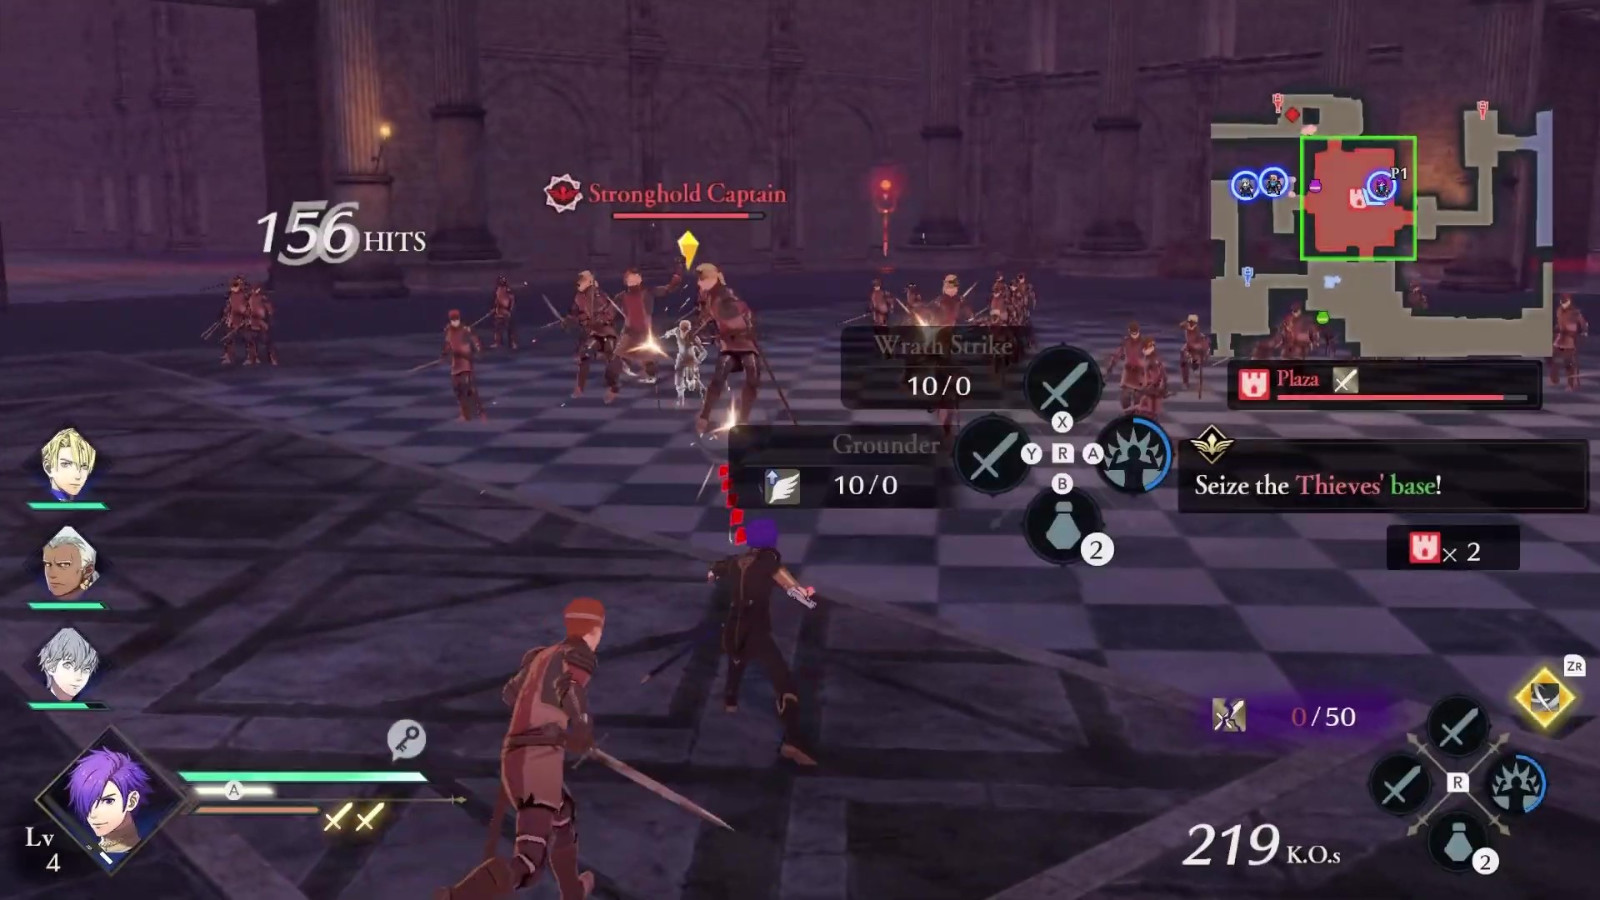 Stronghold Captain
156 HITS
P1
Wrath Strike
10/0
X
Plaza
Grounder
Y R A
10/0
B
Seize the Thieves' base!
2
× 2
ZR
0/50
A
R
Lv
4
219 K.O.s
2